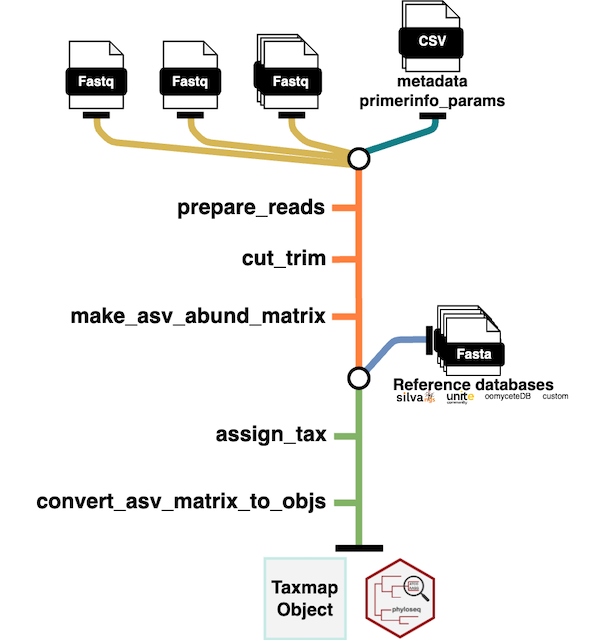 CSV
Fastq
Fastq
Fastq
metadata
primerinfo_params
prepare_reads
cut_trim
make_asv_abund_matrix
Fasta
Reference databases
silva
unite
community
oomyceteDB
custom
assign_tax
convert_asv_matrix_to_objs
Taxmap
Object
phyloseq